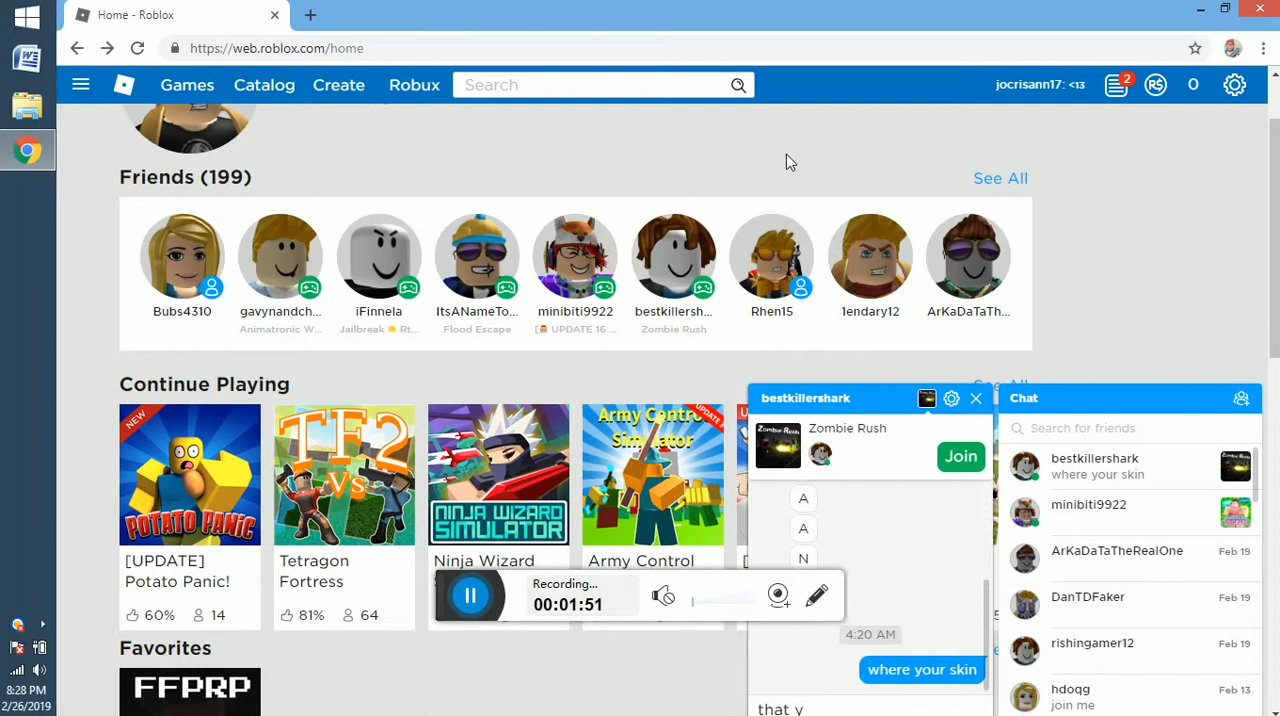 Home - Roblox
https://web.roblox.com/home
Games Catalog Create Robux Search jocrisann17: <13 2 R$ 0
Friends (199) See All
Bubs4310 gavynandch... iFinnela ItsANameTo... minibiti9922 bestkillersh... Rhen15 1endary12 ArKaDaTaTh...
Animatronic W... Jailbreak Rt... Flood Escape [ UPDATE 16 ... Zombie Rush
Continue Playing
NEW
POTATO PANIC
TF2
Vs
NINJA WIZARD
SIMULATOR
Army Control
Simulator
[UPDATE] Tetragon Ninja Wizard Army Control
Potato Panic! Fortress
60% 14 81% 64
Favorites
FFPRP
Recording...
00:01:51
bestkillershark
Zombie Rush
Zombie Rush
Join
A
A
N
4:20 AM
where your skin
that y
Chat
Search for friends
bestkillershark
where your skin
minibiti9922
ArKaDaTaTheRealOne Feb 19
DanTDFaker Feb 19
rishingamer12 Feb 19
hdoqg Feb 13
join me
8:28 PM
2/26/2019